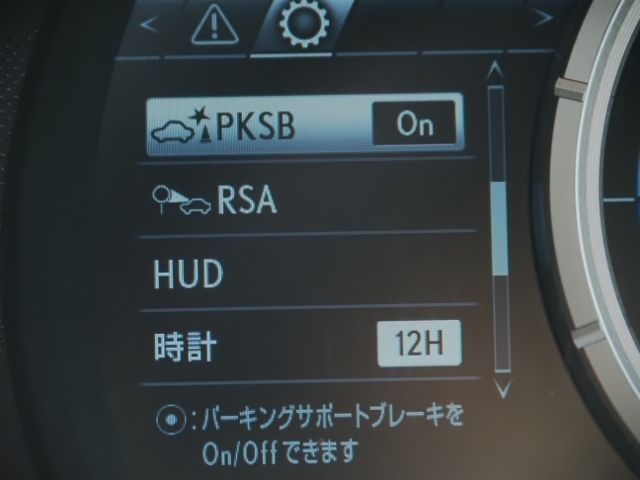 PKSB On
RSA
HUD
時計 12H
⦿:パーキングサポートブレーキを
On/Offできます